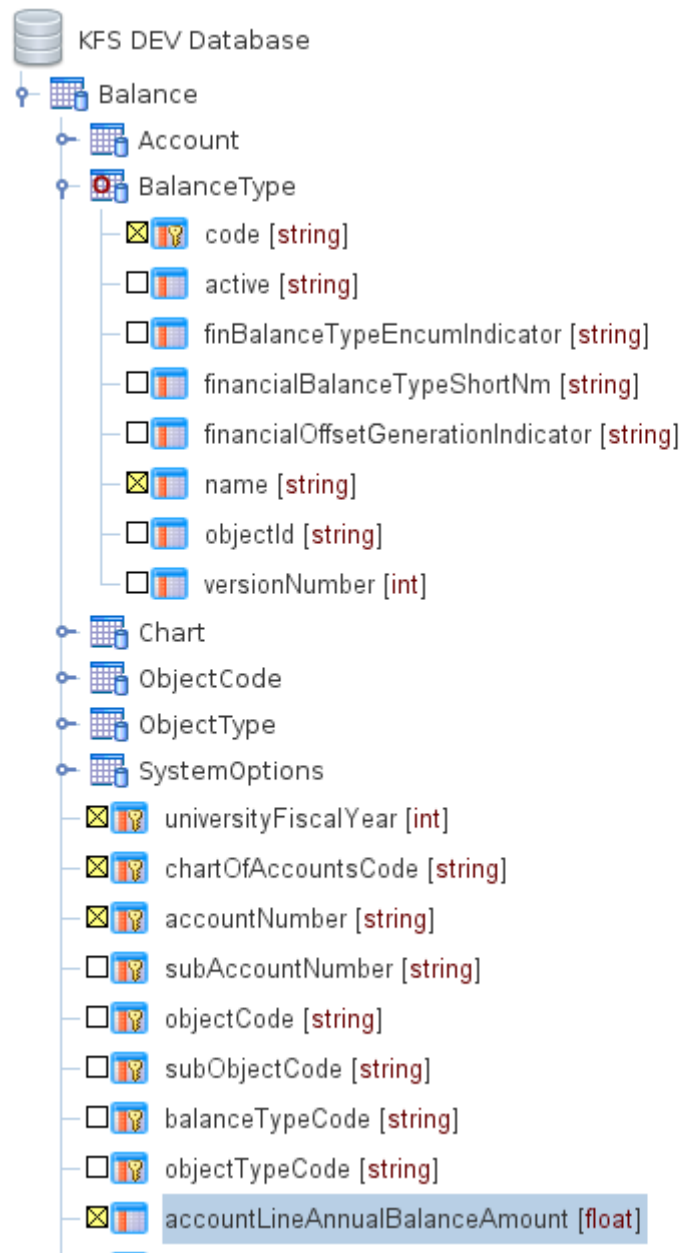 KFS DEV Database
Balance
Account
BalanceType
code [string]
active [string]
finBalanceTypeEncumIndicator [string]
financialBalanceTypeShortNm [string]
financialOffsetGenerationIndicator [string]
name [string]
objectId [string]
versionNumber [int]
Chart
ObjectCode
ObjectType
SystemOptions
universityFiscalYear [int]
chartOfAccountsCode [string]
accountNumber [string]
subAccountNumber [string]
objectCode [string]
subObjectCode [string]
balanceTypeCode [string]
objectTypeCode [string]
accountLineAnnualBalanceAmount [float]